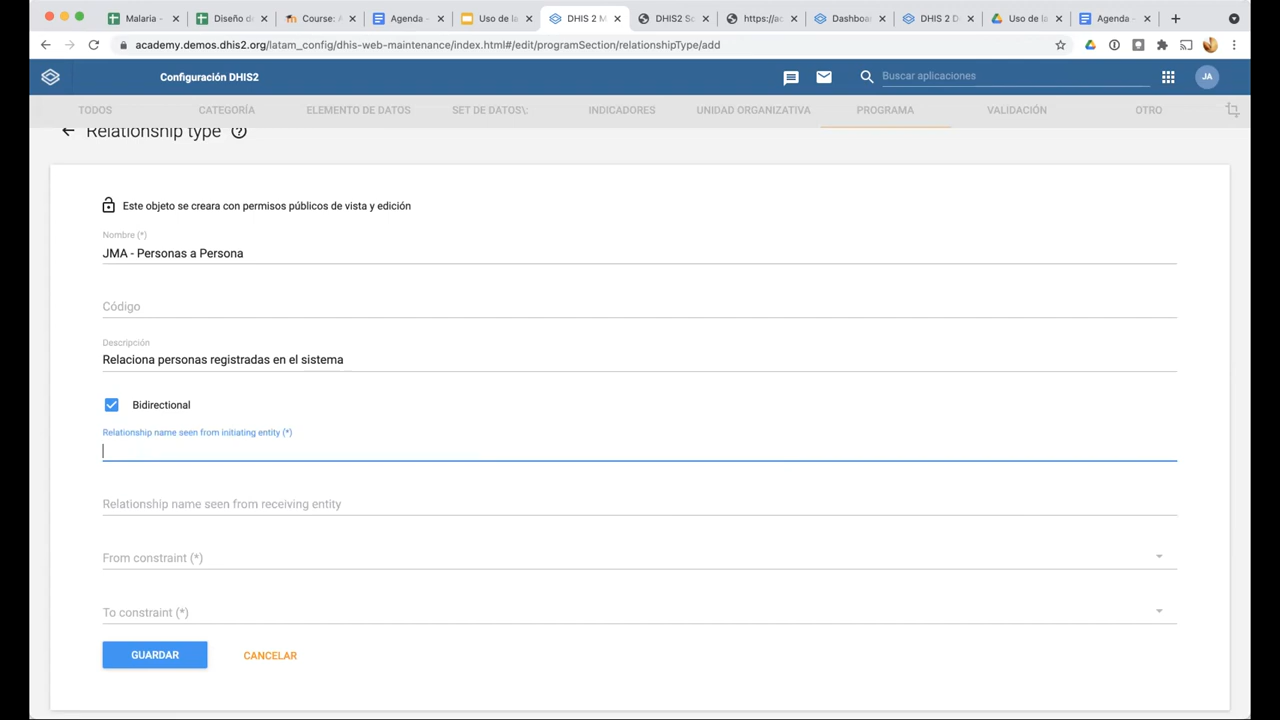 Malaria -
Diseño de
Course: A
Agenda -
Uso de la
DHIS 2 M
DHIS2 Sc
https://ac
Dashboa
DHIS 2 D
Uso de la
Agenda -
academy.demos.dhis2.org/latam_config/dhis-web-maintenance/index.html#/edit/programSection/relationshipType/add
Configuración DHIS2
Buscar aplicaciones
JA
TODOS
CATEGORÍA
ELEMENTO DE DATOS
SET DE DATOS\:
INDICADORES
UNIDAD ORGANIZATIVA
PROGRAMA
VALIDACIÓN
OTRO
Relationship type
Este objeto se creara con permisos públicos de vista y edición
Nombre (*)
JMA - Personas a Persona
Código
Descripción
Relaciona personas registradas en el sistema
Bidirectional
Relationship name seen from initiating entity (*)
Relationship name seen from receiving entity
From constraint (*)
To constraint (*)
GUARDAR
CANCELAR